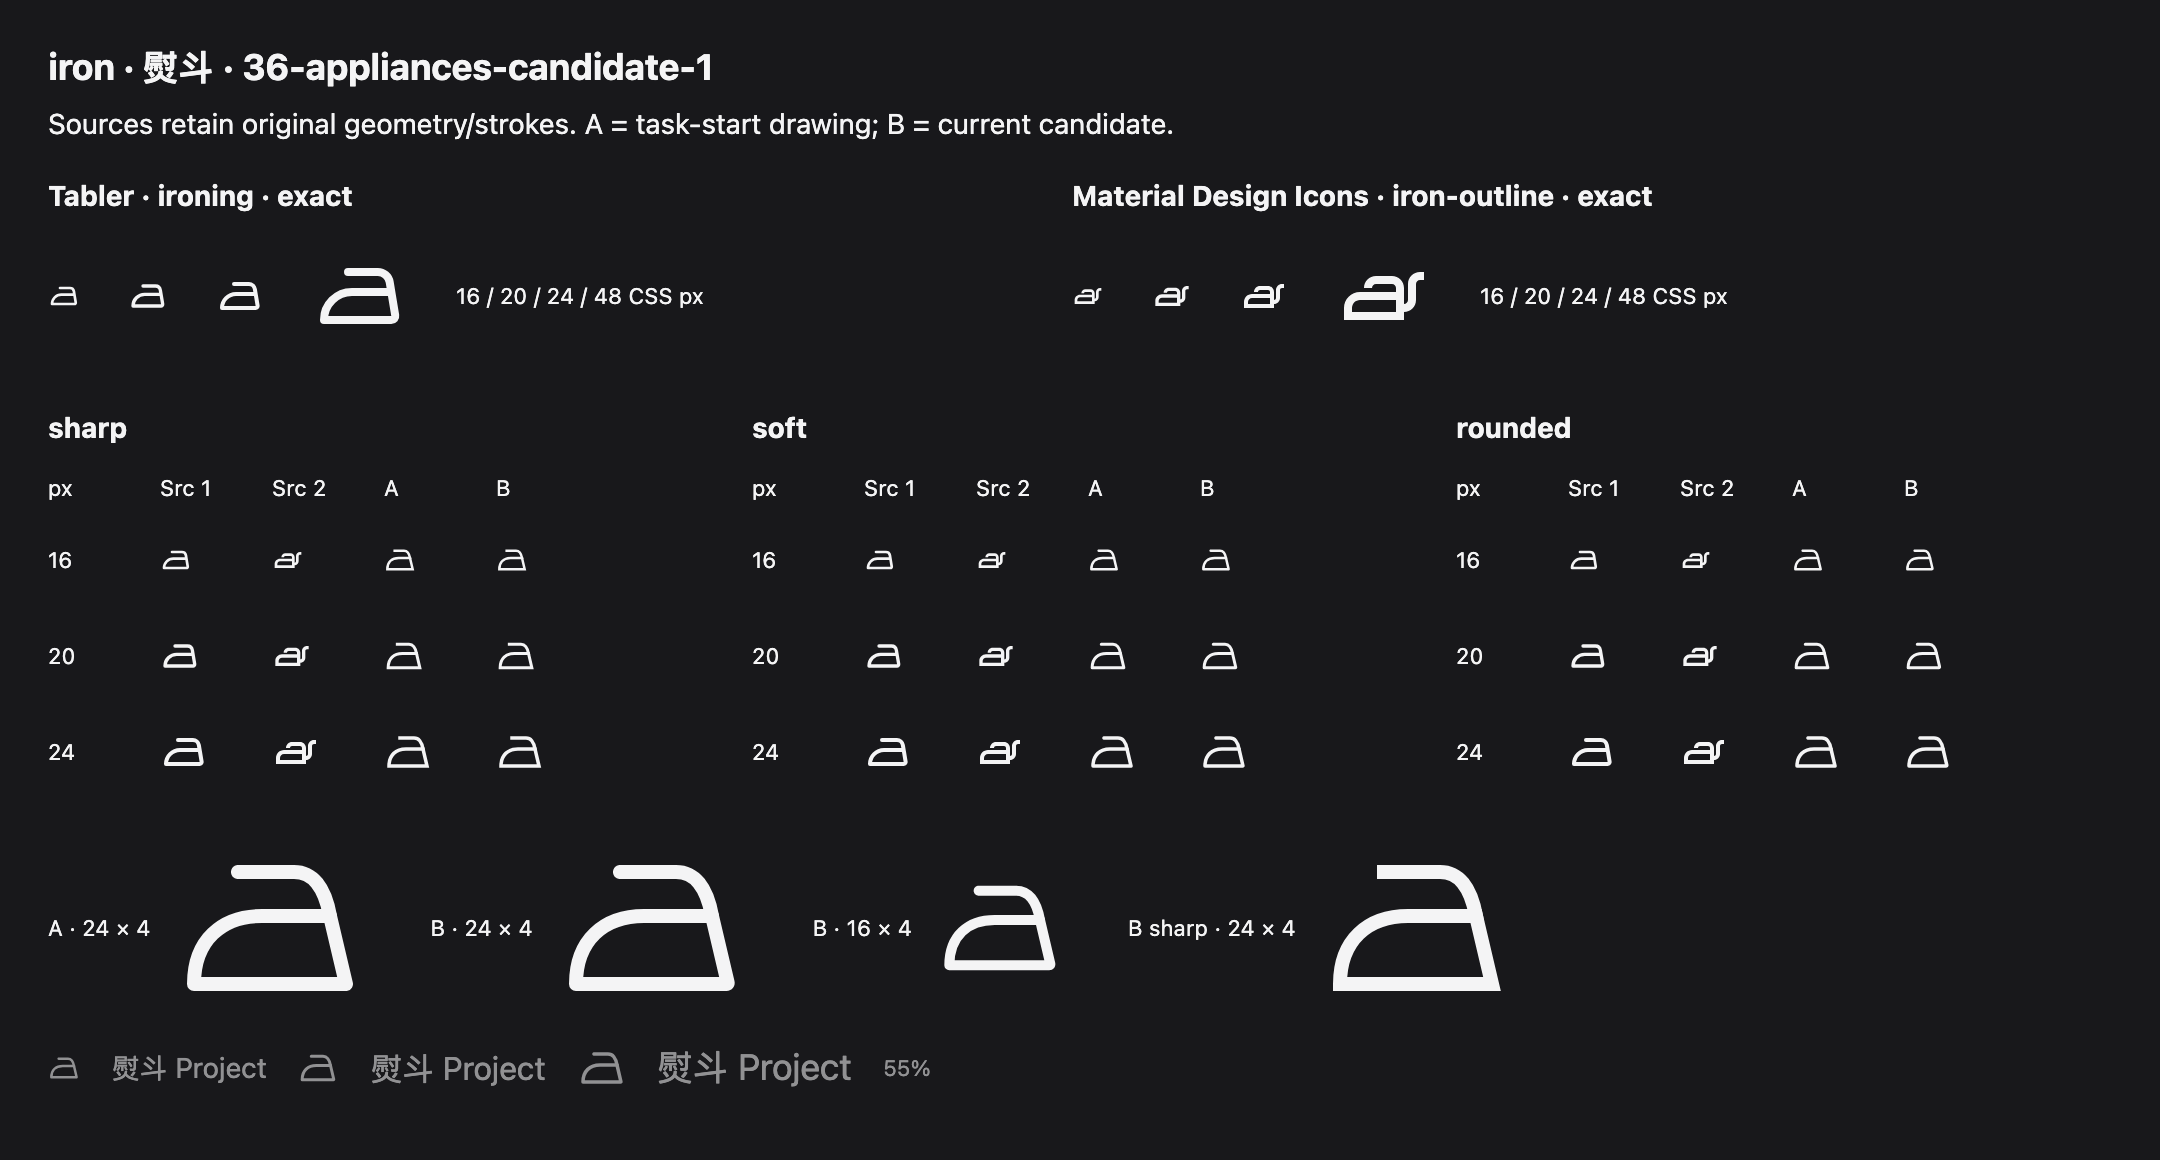 iron · 熨斗 · 36-appliances-candidate-1
Sources retain original geometry/strokes. A = task-start drawing; B = current candidate.
Tabler · ironing · exact
Material Design Icons · iron-outline · exact
16 / 20 / 24 / 48 CSS px
16 / 20 / 24 / 48 CSS px
sharp
soft
rounded
px Src 1 Src 2 A B
px Src 1 Src 2 A B
px Src 1 Src 2 A B
16
16
16
20
20
20
24
24
24
A · 24 × 4
B · 24 × 4
B · 16 × 4
B sharp · 24 × 4
熨斗 Project
熨斗 Project
熨斗 Project
55%